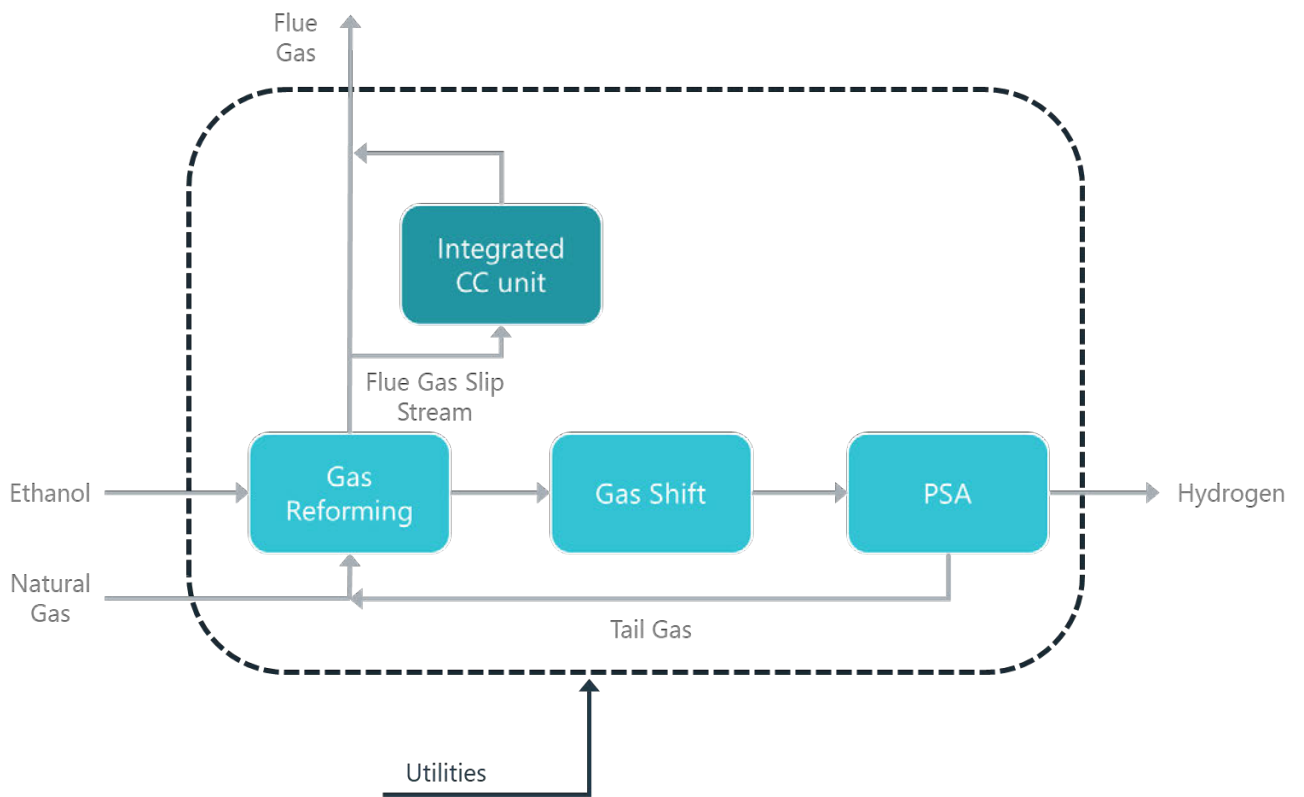 Flue
Gas
Integrated
CC unit
Flue Gas Slip
Stream
Ethanol
Gas
Reforming
Gas Shift
PSA
Hydrogen
Natural
Gas
Tail Gas
Utilities